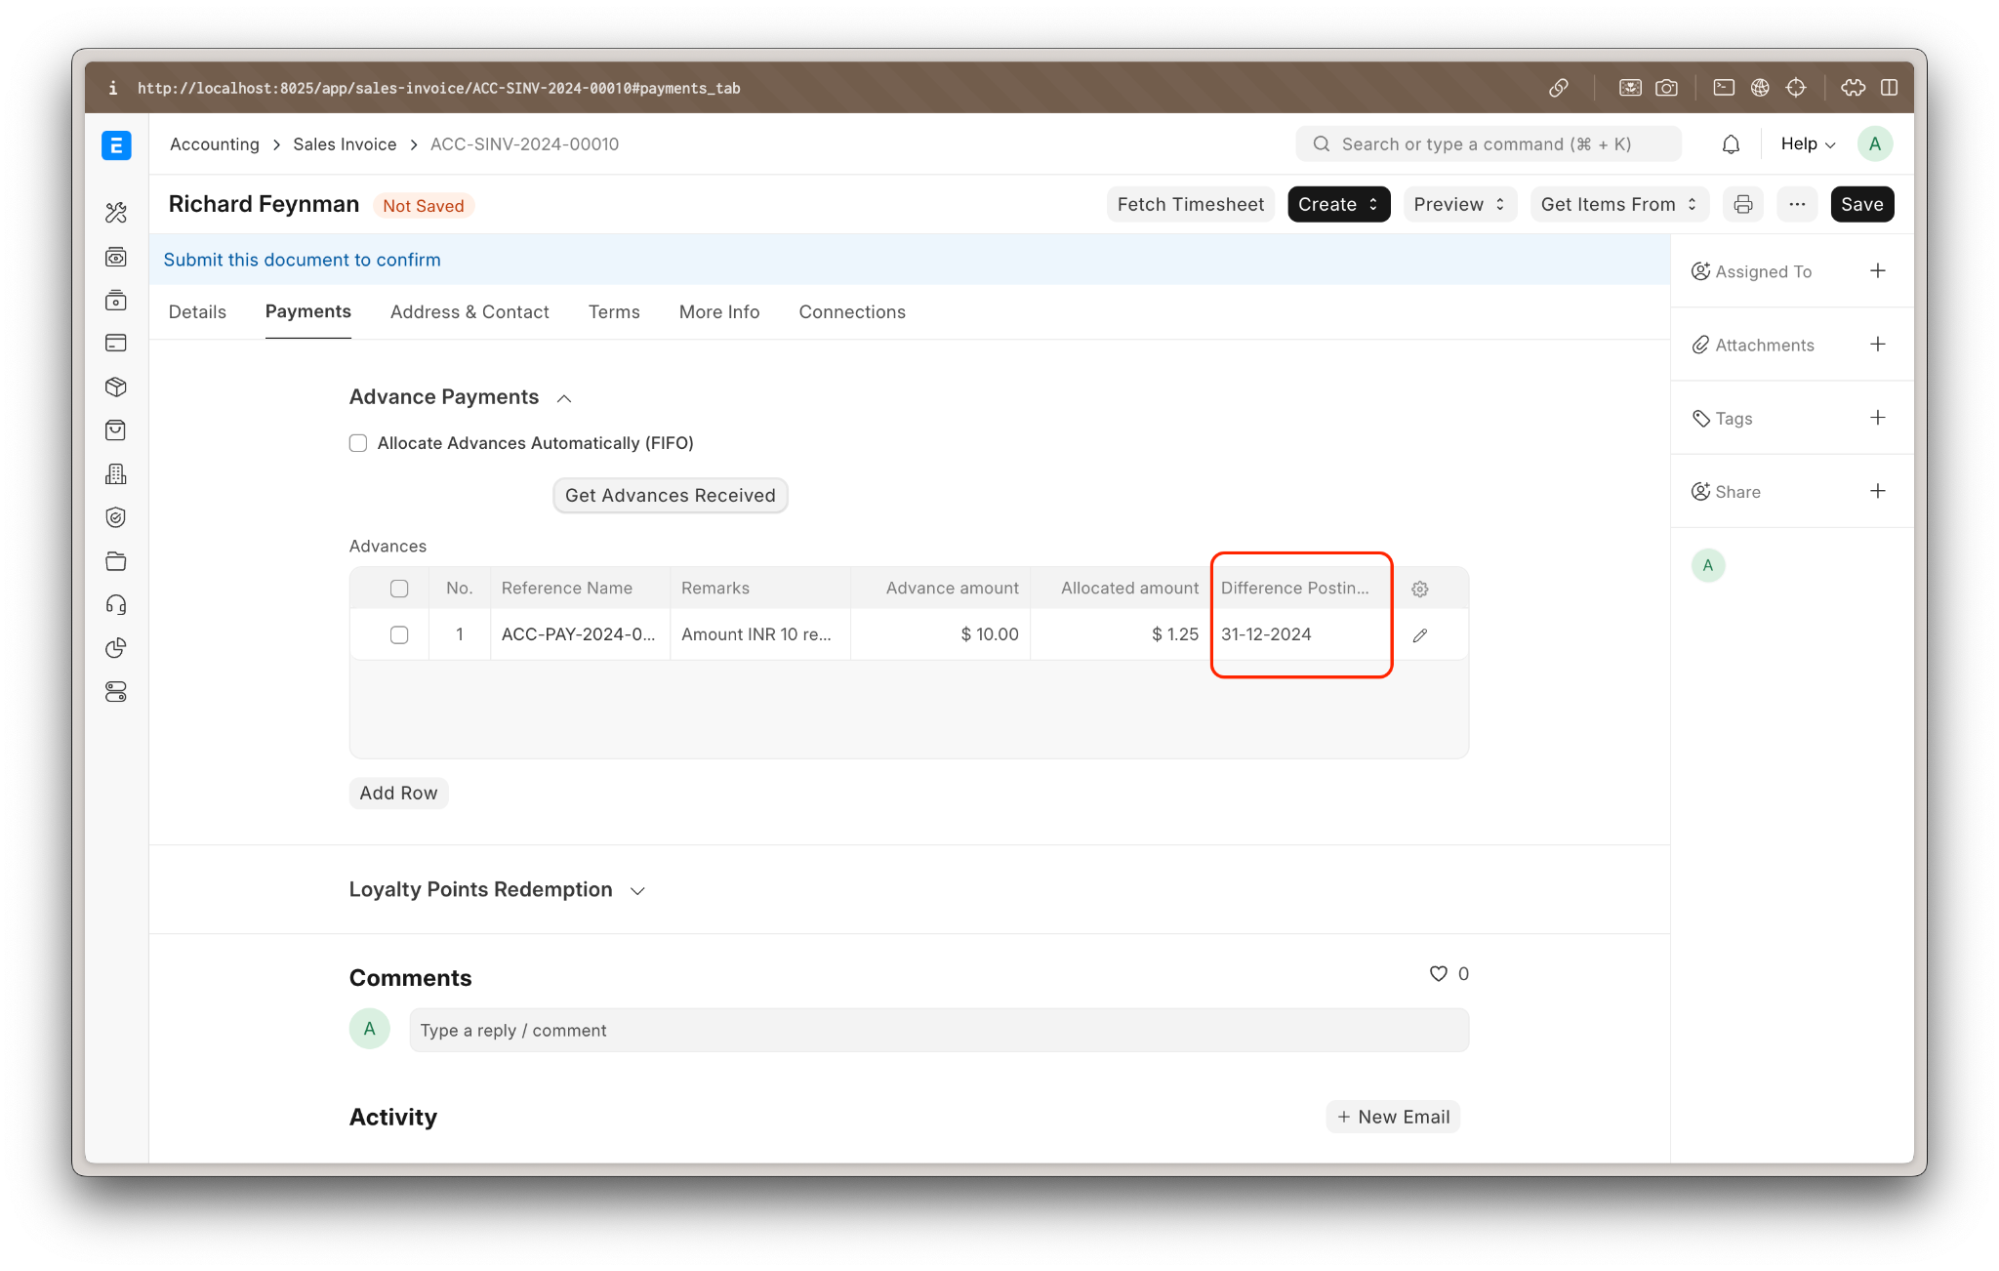 i http://localhost:8025/app/sales-invoice/ACC-SINV-2024-00010#payments_tab
E Accounting > Sales Invoice > ACC-SINV-2024-00010 Search or type a command (⌘ + K) Help A
Richard Feynman Not Saved Fetch Timesheet Create Preview Get Items From ... Save
Submit this document to confirm
Assigned To +
Details Payments Address & Contact Terms More Info Connections
Attachments +
Advance Payments
Tags +
Allocate Advances Automatically (FIFO)
Get Advances Received
Share +
Advances
A
No. Reference Name Remarks Advance amount Allocated amount Difference Postin...
1 ACC-PAY-2024-0... Amount INR 10 re... $ 10.00 $ 1.25 31-12-2024
Add Row
Loyalty Points Redemption
Comments 0
A Type a reply / comment
Activity + New Email